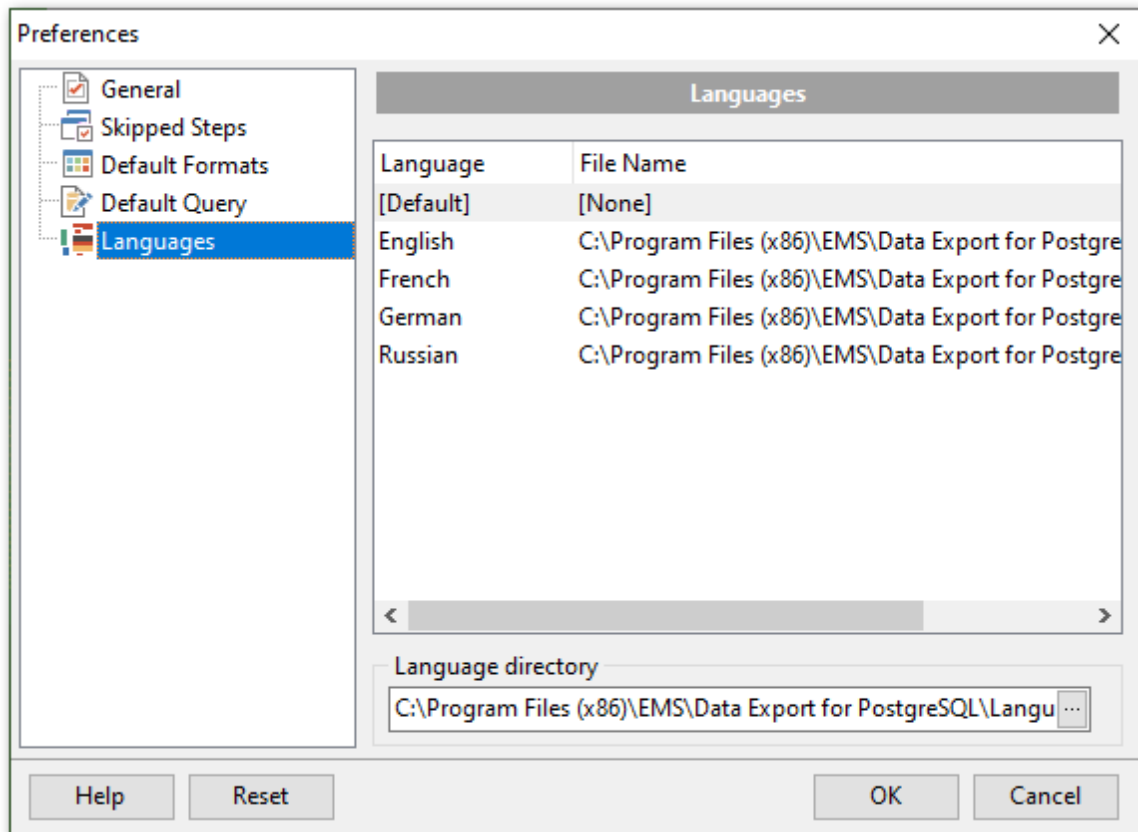 Preferences
General
Skipped Steps
Default Formats
Default Query
Languages
Languages
Language File Name
[Default] [None]
English C:\Program Files (x86)\EMS\Data Export for Postgre
French C:\Program Files (x86)\EMS\Data Export for Postgre
German C:\Program Files (x86)\EMS\Data Export for Postgre
Russian C:\Program Files (x86)\EMS\Data Export for Postgre
Language directory
C:\Program Files (x86)\EMS\Data Export for PostgreSQL\Langu ...
Help Reset OK Cancel